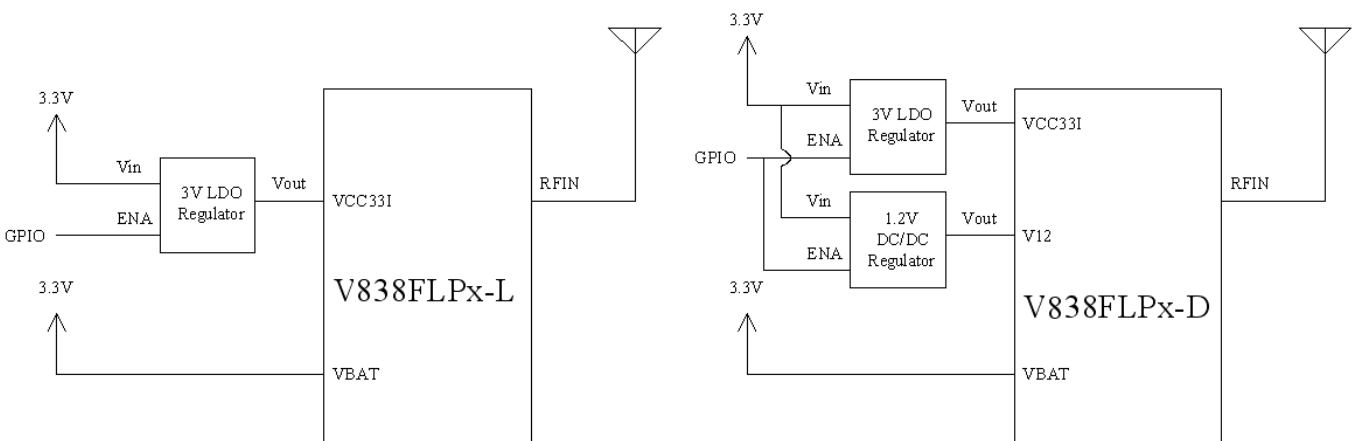 3.3V
Vin
3V LDO
Regulator
Vout
VCC33I
ENA
GPIO
RFIN
3.3V
V838FLPx-L
VBAT
3.3V
Vin
3V LDO
Regulator
Vout
VCC33I
ENA
GPIO
RFIN
Vin
1.2V
DC/DC
Regulator
Vout
V12
ENA
3.3V
V838FLPx-D
VBAT